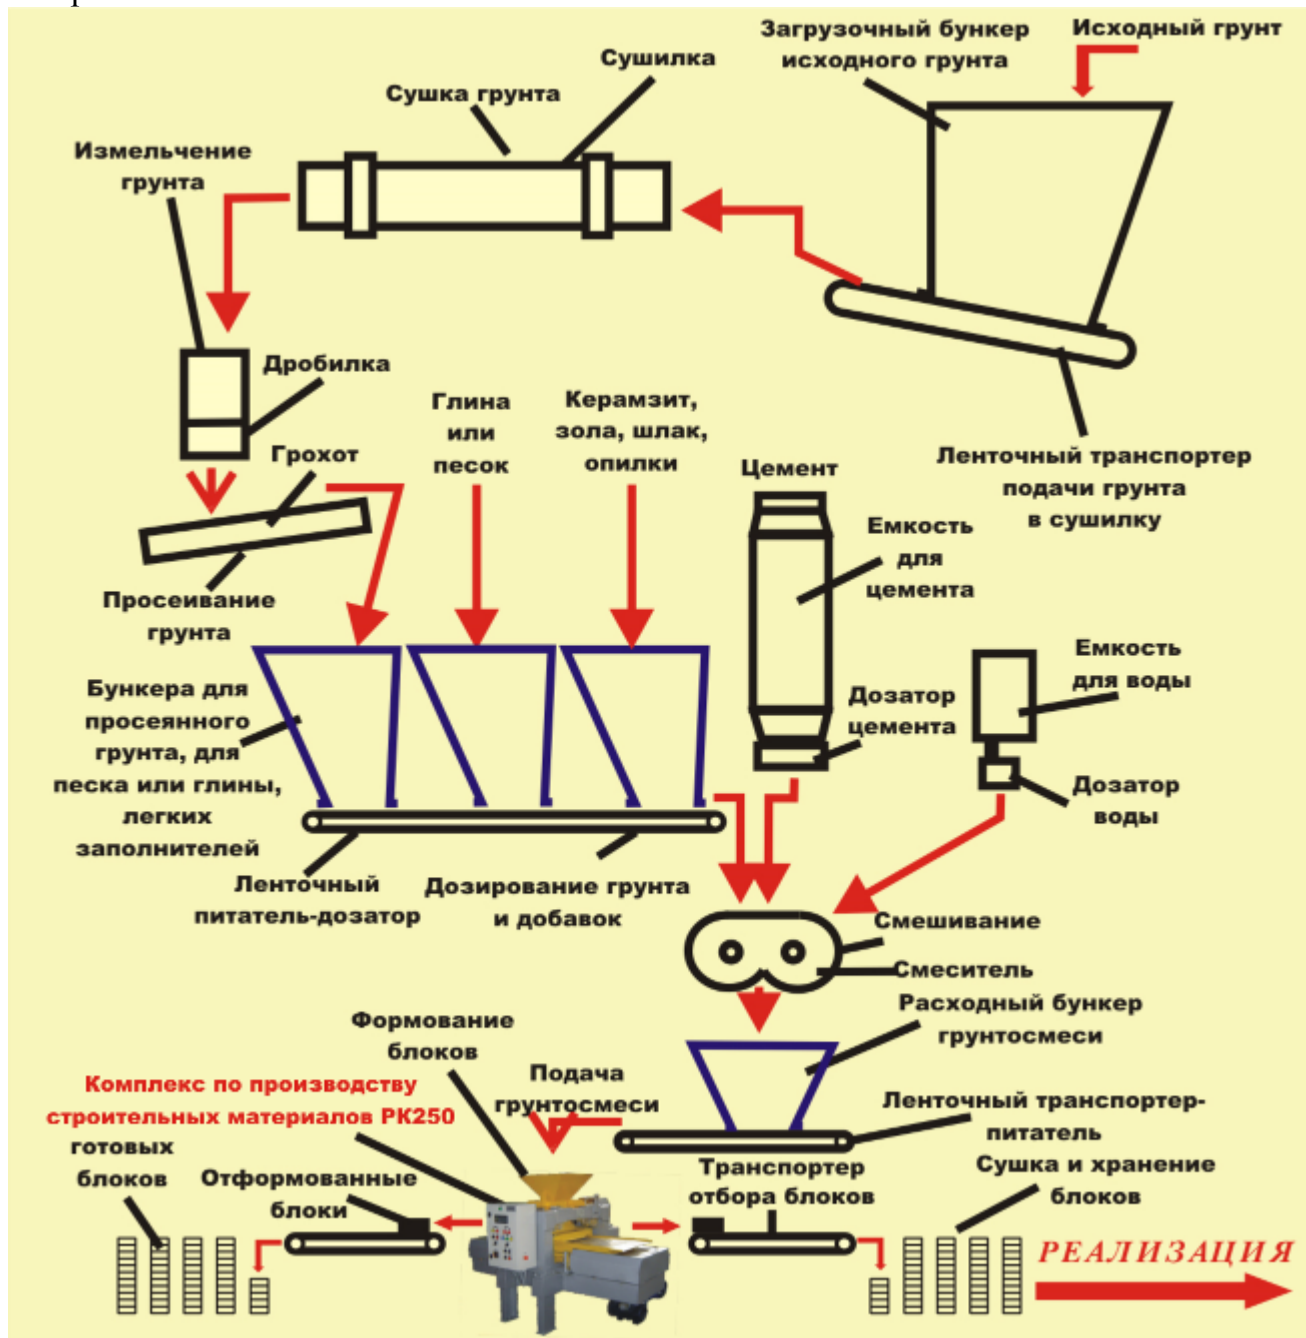 Загрузочный бункер
исходного грунта
Исходный грунт
Сушилка
Сушка грунта
Измельчение
грунта
Дробилка
Грохот
Глина
или
песок
Керамзит,
зола, шлак,
опилки
Цемент
Ленточный транспортер
подачи грунта
в сушилку
Емкость
для
цемента
Просеивание
грунта
Емкость
для воды
Бункера для
просеянного
грунта, для
песка или глины,
легких
заполнителей
Дозатор
цемента
Дозатор
воды
Ленточный
питатель-дозатор
Дозирование грунта
и добавок
Смешивание
Смеситель
Расходный бункер
грунтосмеси
Формование
блоков
Подача
грунтосмеси
Комплекс по производству
строительных материалов РК250
готовых
блоков
Ленточный транспортер-
питатель
Отформованные
блоки
Транспортер
отбора блоков
Сушка и хранение
блоков
РЕАЛИЗАЦИЯ